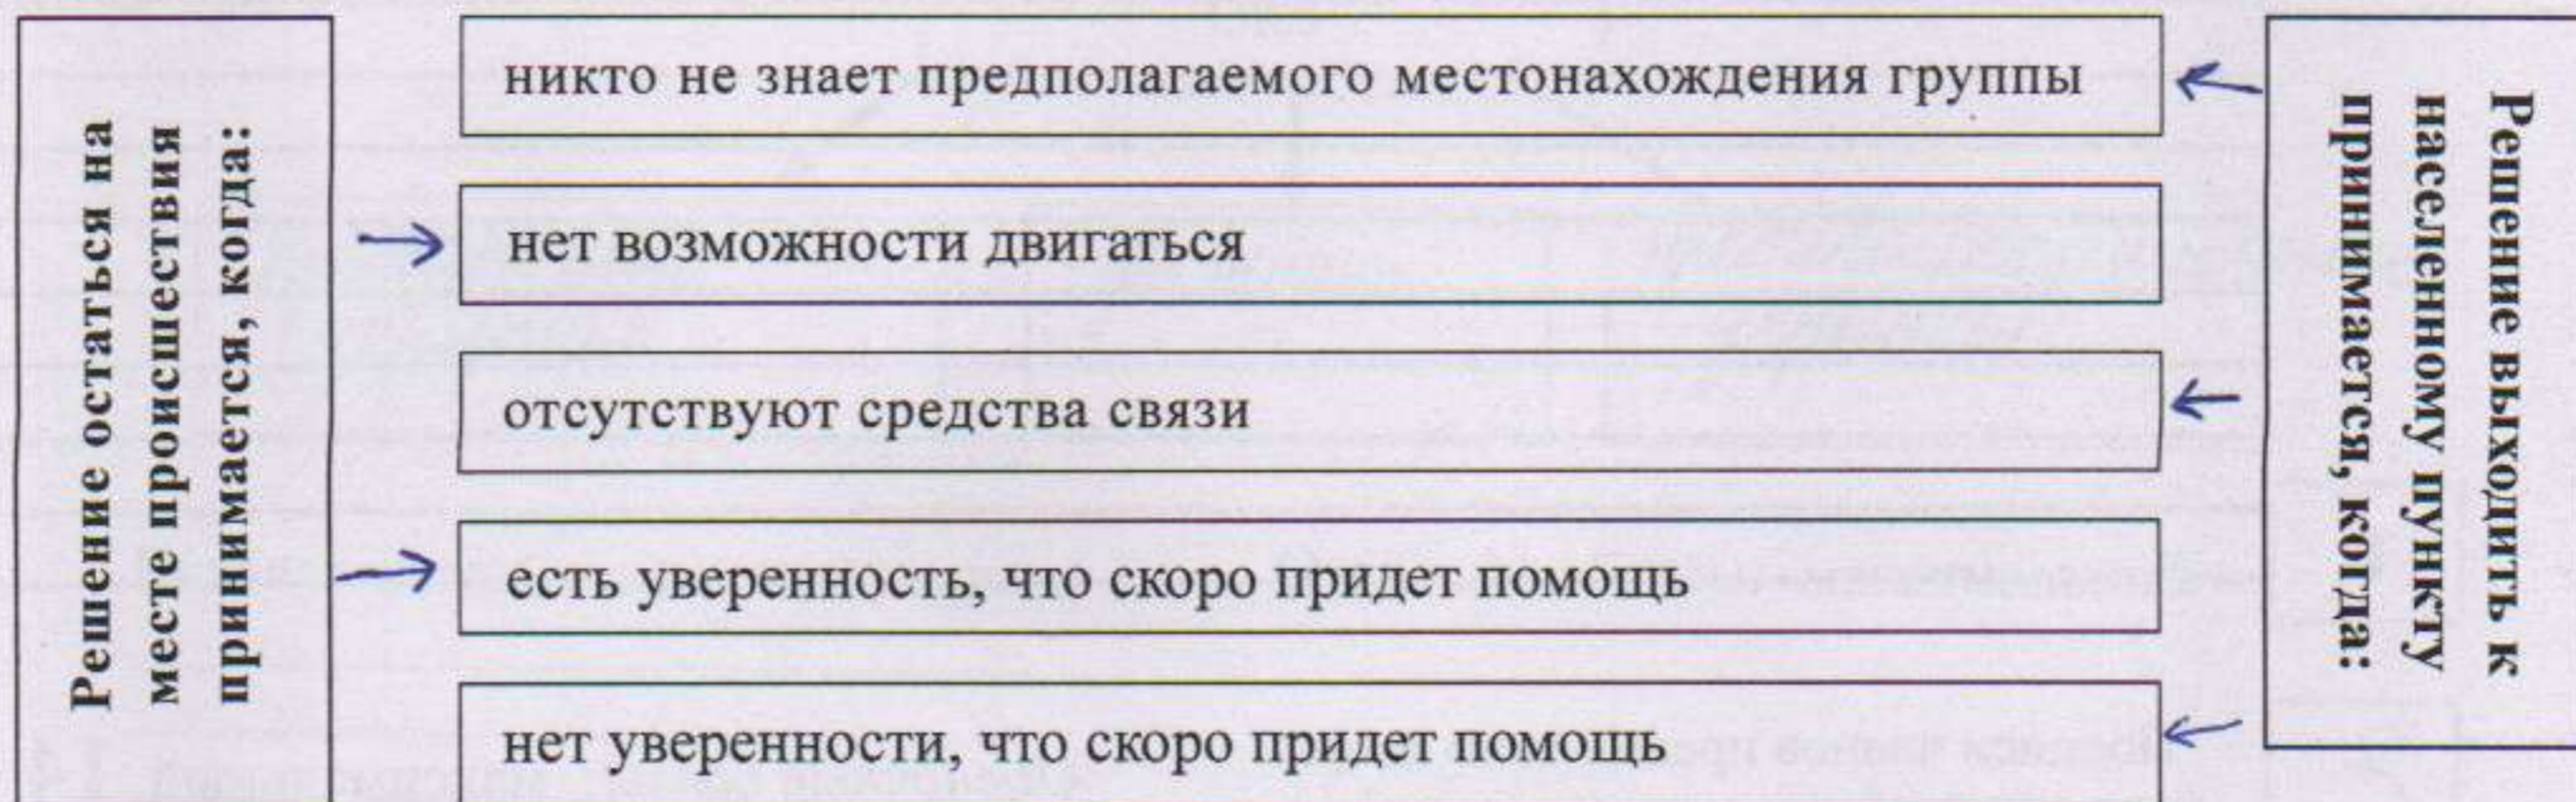 Решение остаться на
месте происшествия
принимается, когда:
никто не знает предполагаемого местонахождения группы
нет возможности двигаться
отсутствуют средства связи
есть уверенность, что скоро придет помощь
нет уверенности, что скоро придет помощь
Решение выходить к
населенному пункту
принимается, когда: